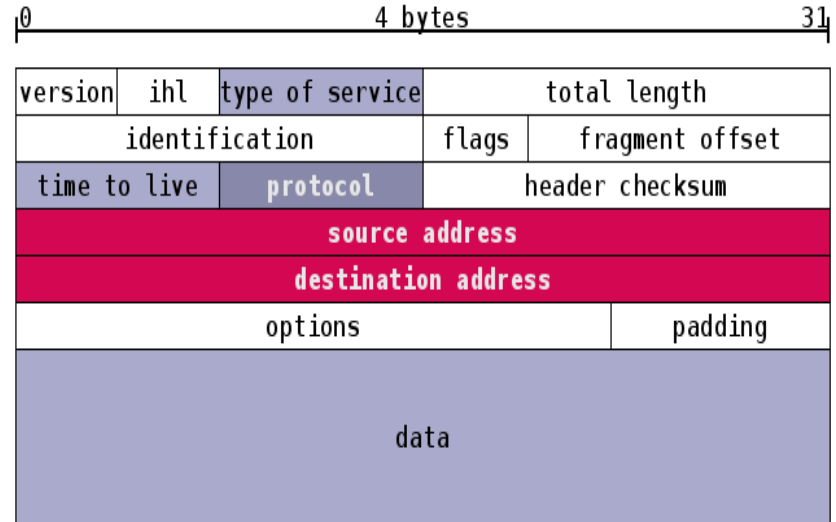 0 4 bytes 31
version ihl type of service total length
identification flags fragment offset
time to live protocol header checksum
source address
destination address
options padding
data